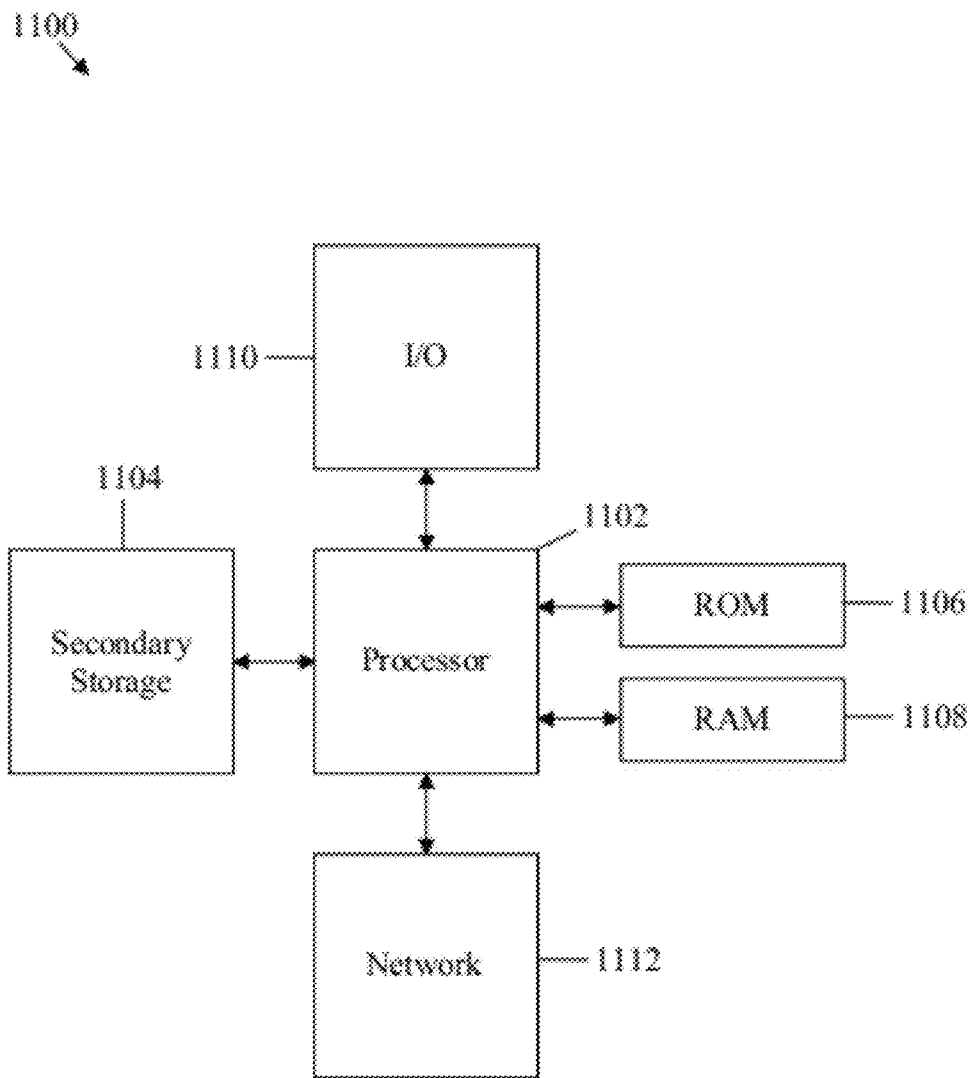 1100
I/O
1110
1104
1102
Secondary
Storage
Processor
ROM
1106
RAM
1108
Network
1112